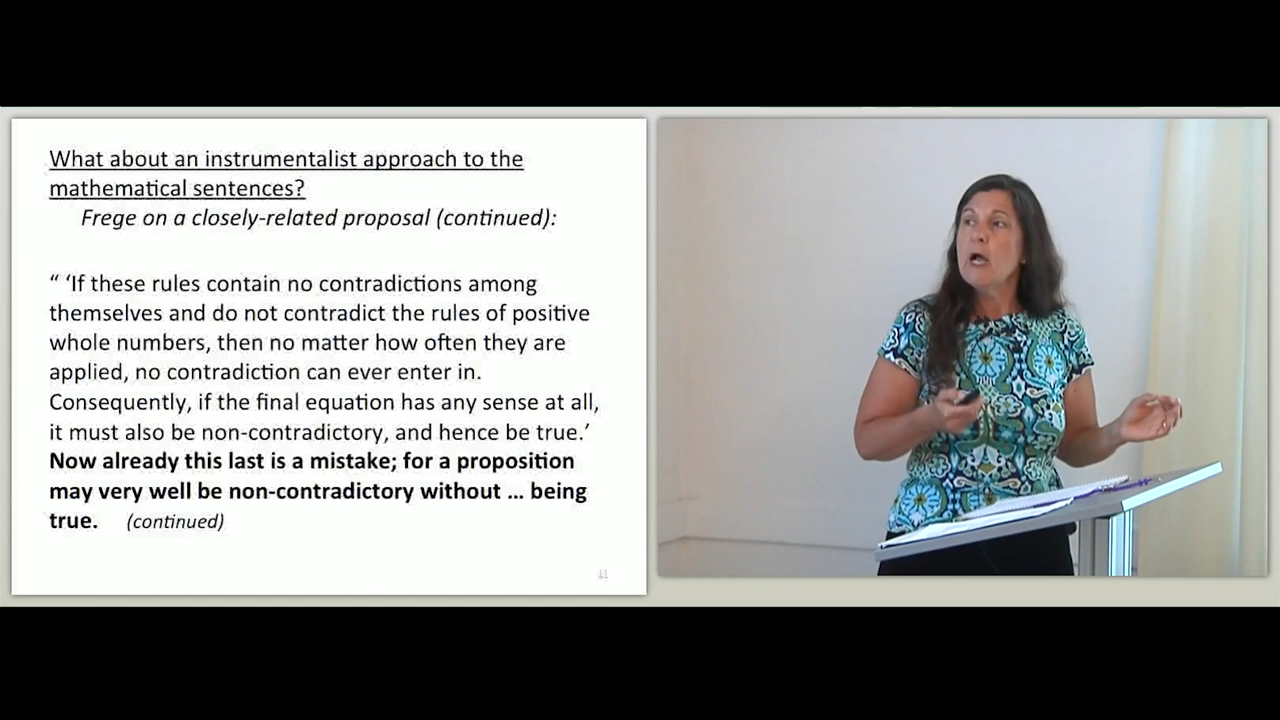 What about an instrumentalist approach to the
mathematical sentences?
Frege on a closely-related proposal (continued):
“ ‘If these rules contain no contradictions among
themselves and do not contradict the rules of positive
whole numbers, then no matter how often they are
applied, no contradiction can ever enter in.
Consequently, if the final equation has any sense at all,
it must also be non-contradictory, and hence be true.’
Now already this last is a mistake; for a proposition
may very well be non-contradictory without … being
true. (continued)
11